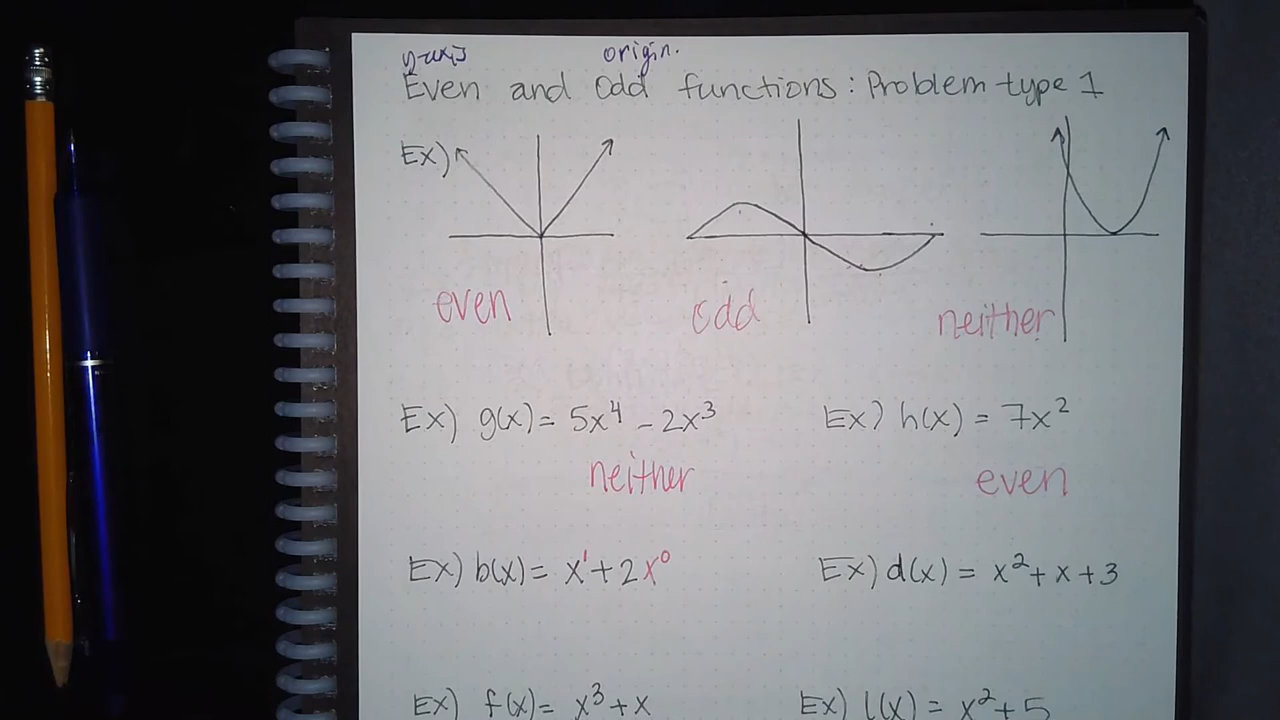 y-axis origin.
Even and Odd functions: Problem type 1
Ex)
even odd neither
Ex) g(x) = 5x⁴ - 2x³ Ex) h(x) = 7x²
neither even
Ex) b(x) = x¹ + 2x⁰ Ex) d(x) = x² + x + 3
Ex) f(x) = x³ + x Ex) l(x) = x² + 5